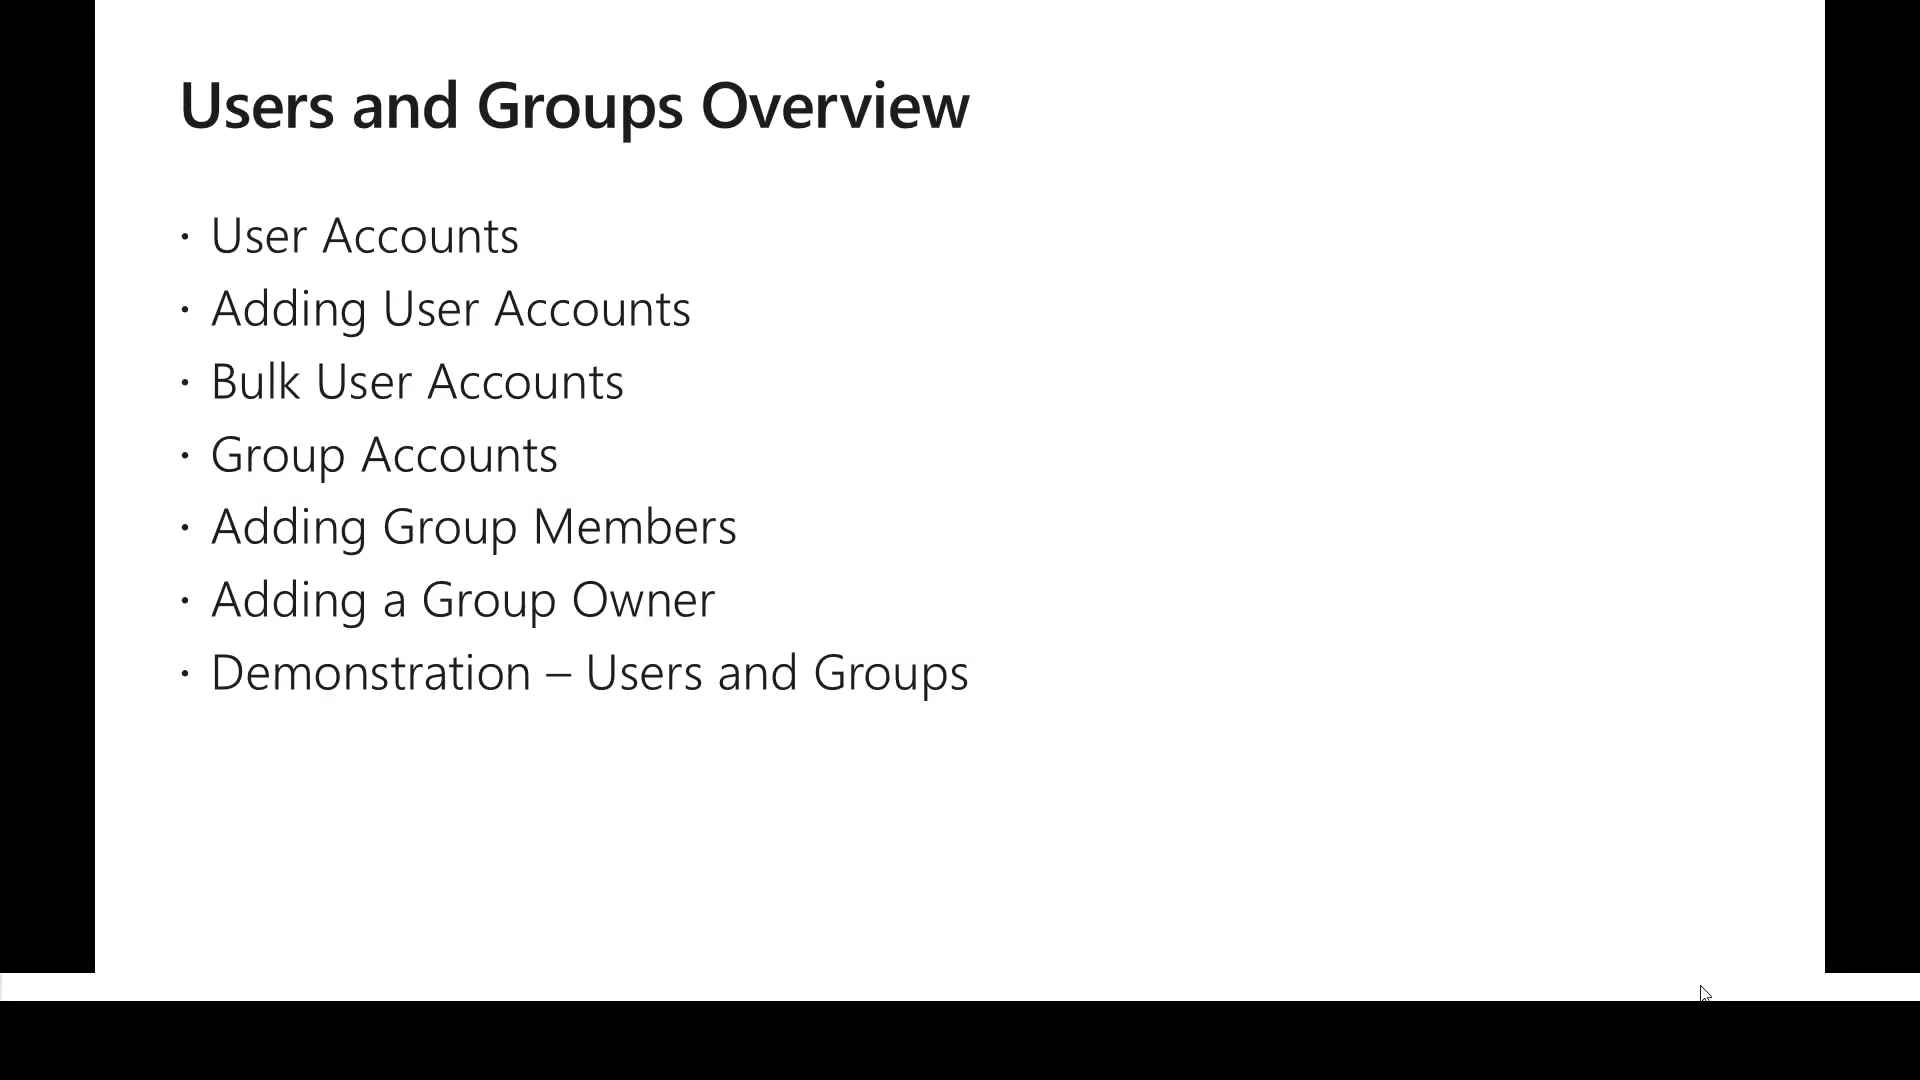 Users and Groups Overview
· User Accounts
· Adding User Accounts
· Bulk User Accounts
· Group Accounts
· Adding Group Members
· Adding a Group Owner
· Demonstration – Users and Groups